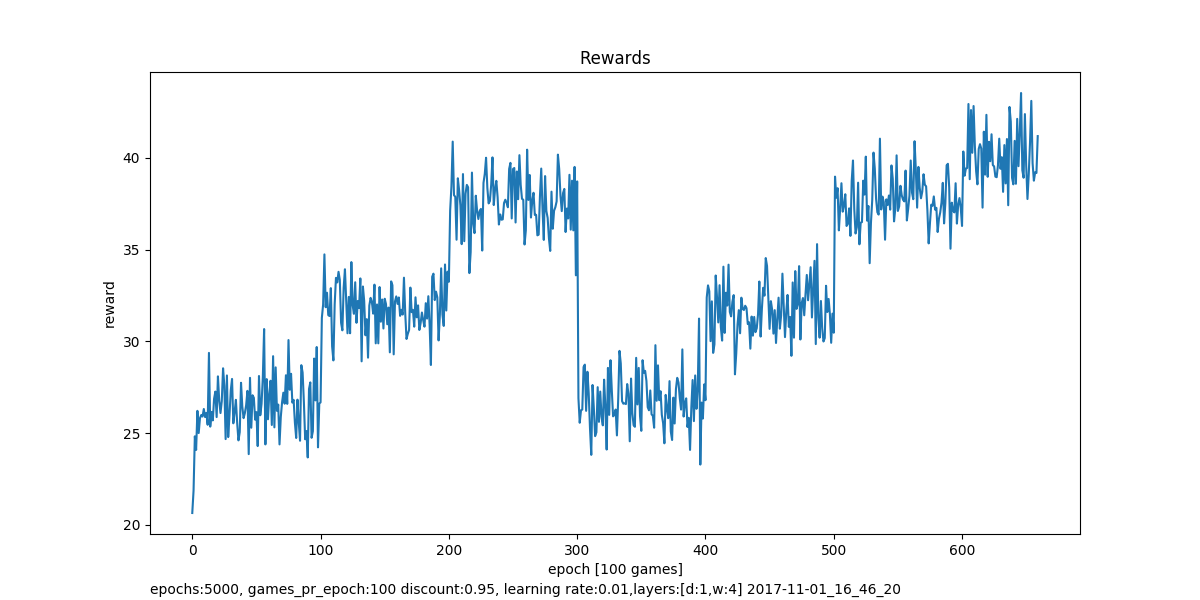 Rewards
40
35
30
25
20
reward
0 100 200 300 400 500 600
epoch [100 games]
epochs:5000, games_pr_epoch:100 discount:0.95, learning rate:0.01,layers:[d:1,w:4] 2017-11-01_16_46_20